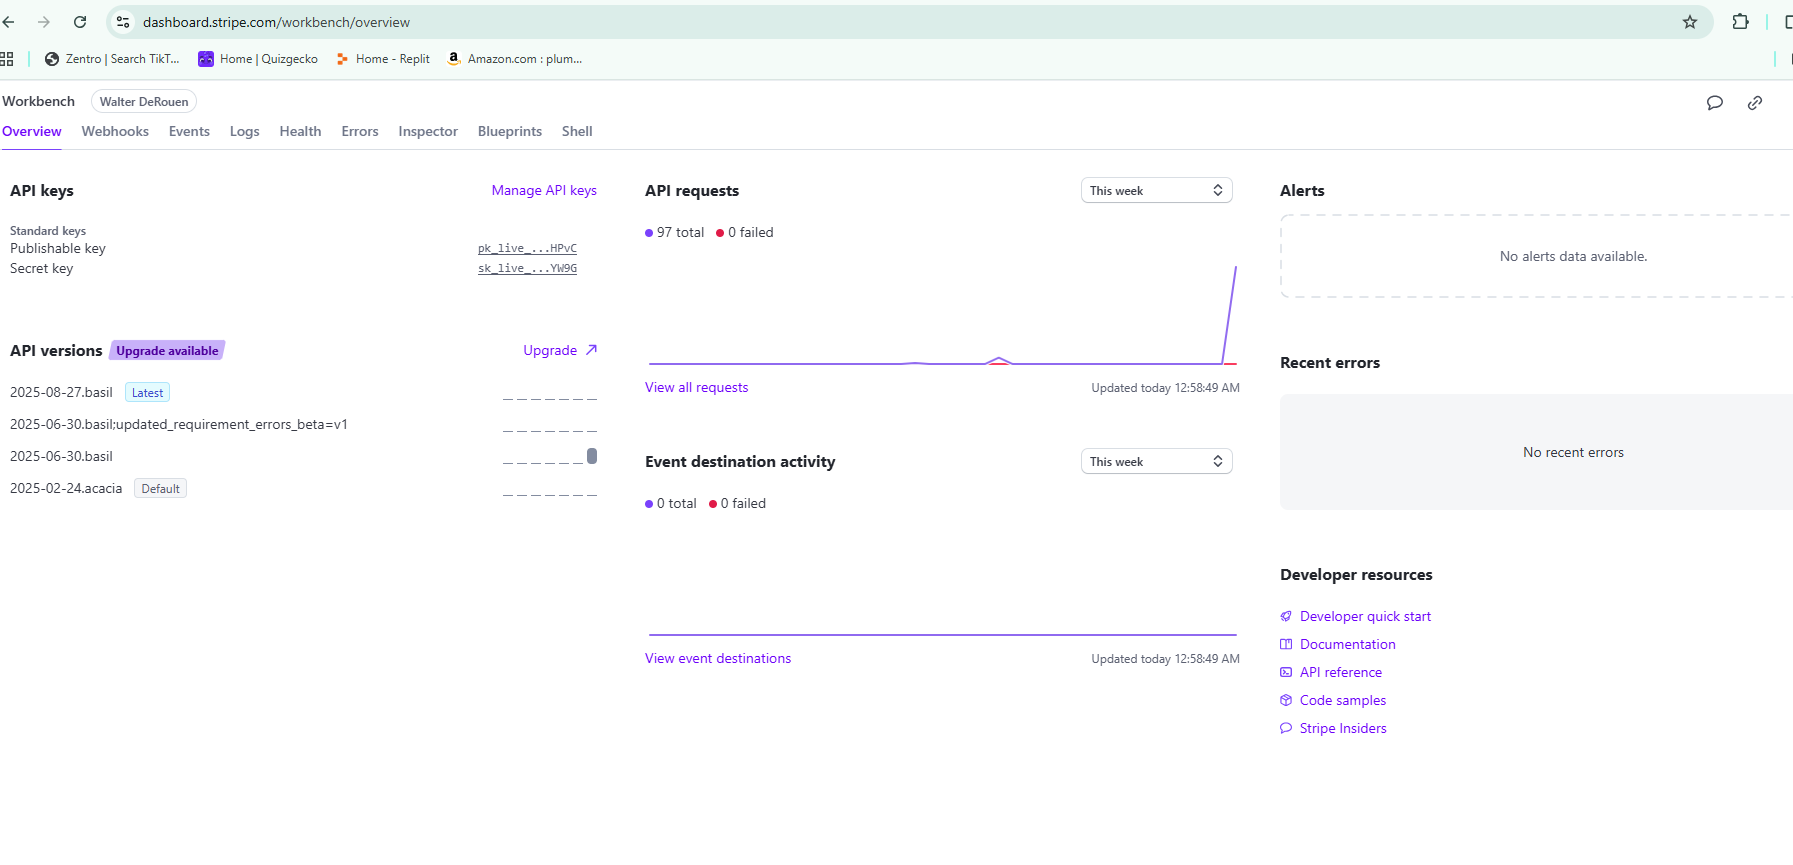 dashboard.stripe.com/workbench/overview
Zentro | Search TikT... Home | Quizgecko Home - Replit Amazon.com : plum...
Workbench Walter DeRouen
Overview Webhooks Events Logs Health Errors Inspector Blueprints Shell
API keys Manage API keys
Standard keys
Publishable key pk_live_...HPvC
Secret key sk_live_...YW9G
API versions Upgrade available Upgrade
2025-08-27.basil Latest
2025-06-30.basil;updated_requirement_errors_beta=v1
2025-06-30.basil
2025-02-24.acacia Default
API requests This week
97 total 0 failed
View all requests Updated today 12:58:49 AM
Event destination activity This week
0 total 0 failed
View event destinations Updated today 12:58:49 AM
Alerts
No alerts data available.
Recent errors
No recent errors
Developer resources
Developer quick start
Documentation
API reference
Code samples
Stripe Insiders